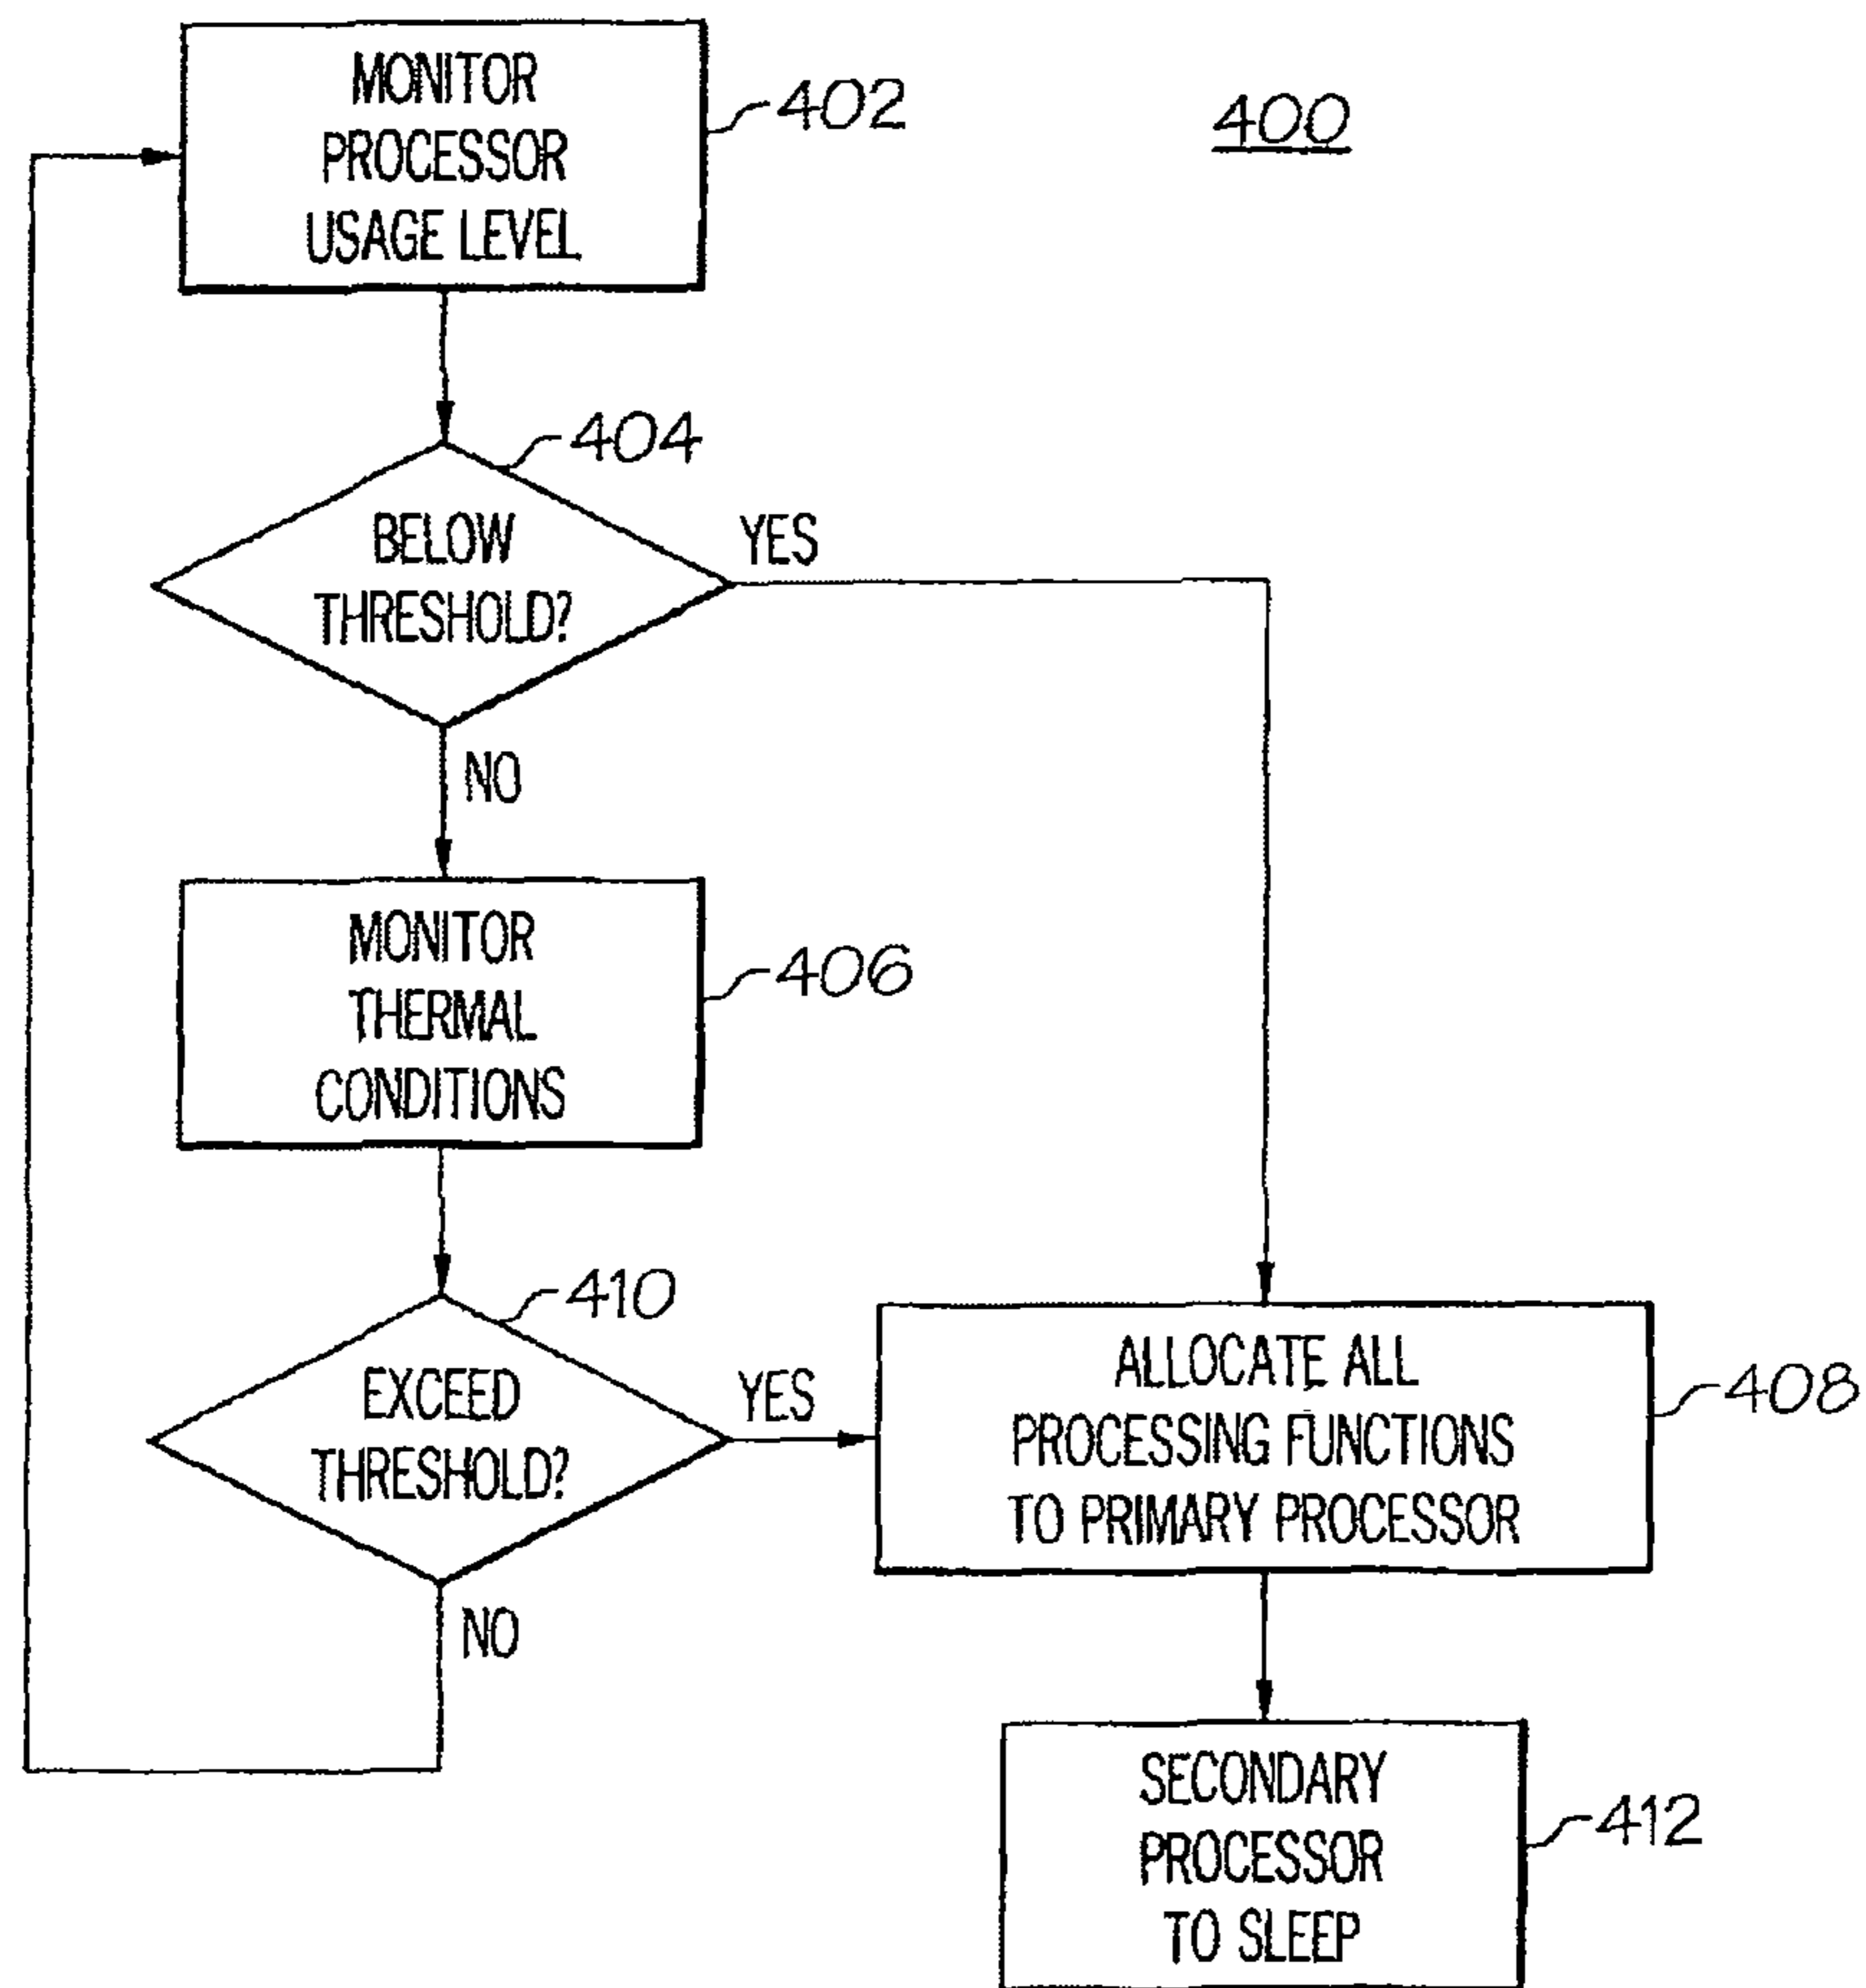 MONITOR
PROCESSOR
USAGE LEVEL
402
400
404
BELOW
THRESHOLD?
YES
NO
MONITOR
THERMAL
CONDITIONS
406
410
EXCEED
THRESHOLD?
YES
NO
ALLOCATE ALL
PROCESSING FUNCTIONS
TO PRIMARY PROCESSOR
408
SECONDARY
PROCESSOR
TO SLEEP
412